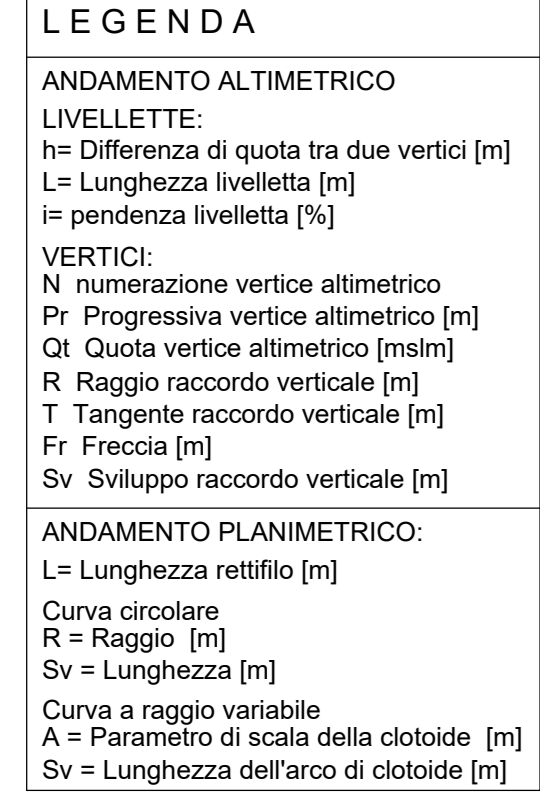 L E G E N D A
ANDAMENTO ALTIMETRICO
LIVELLETTE:
h= Differenza di quota tra due vertici [m]
L= Lunghezza livelletta [m]
i= pendenza livelletta [%]
VERTICI:
N numerazione vertice altimetrico
Pr Progressiva vertice altimetrico [m]
Qt Quota vertice altimetrico [mslm]
R Raggio raccordo verticale [m]
T Tangente raccordo verticale [m]
Fr Freccia [m]
Sv Sviluppo raccordo verticale [m]
ANDAMENTO PLANIMETRICO:
L= Lunghezza rettifilo [m]
Curva circolare
R = Raggio [m]
Sv = Lunghezza [m]
Curva a raggio variabile
A = Parametro di scala della clotoide [m]
Sv = Lunghezza dell'arco di clotoide [m]